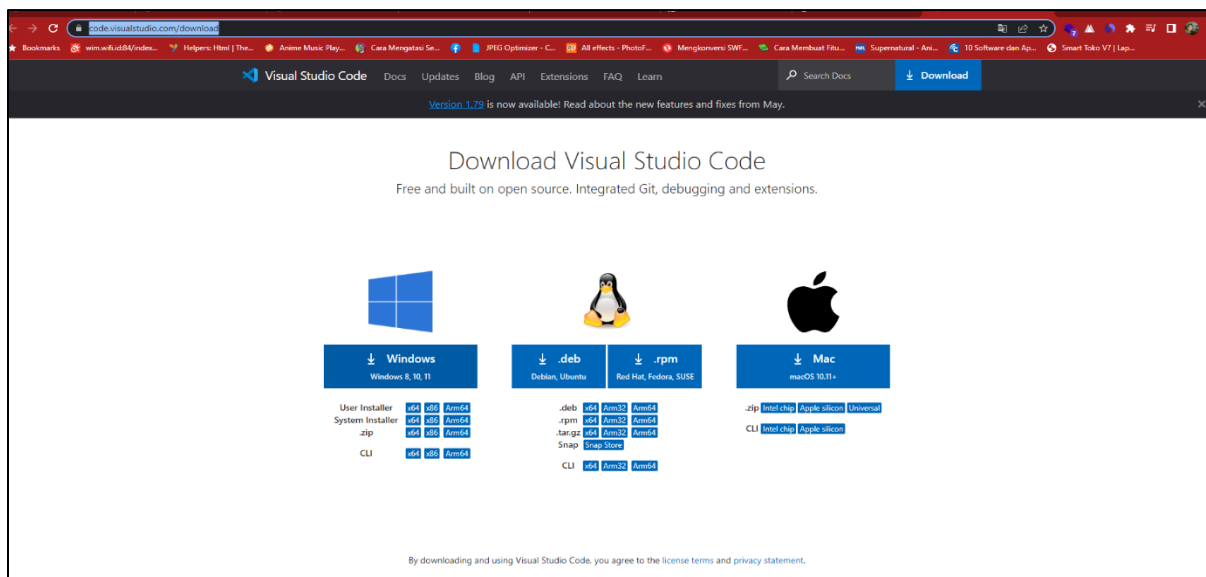 code.visualstudio.com/download
Bookmarks wim.wifi.id:84/index... Helpers: Html | The... Anime Music Play... Cara Mengatasi Se... JPEG Optimizer - C... All effects - PhotoF... Mengkonversi SWF... Cara Membuat Fitu... Supernatural - Ani... 10 Software dan Ap... Smart Toko V7 | Lap...
Visual Studio Code Docs Updates Blog API Extensions FAQ Learn Search Docs Download
Version 1.79 is now available! Read about the new features and fixes from May.
Download Visual Studio Code
Free and built on open source. Integrated Git, debugging and extensions.
Windows
Windows 8, 10, 11
User Installer x64 x86 Arm64
System Installer x64 x86 Arm64
.zip x64 x86 Arm64
CLI x64 x86 Arm64
.deb
Debian, Ubuntu
.rpm
Red Hat, Fedora, SUSE
.deb x64 Arm32 Arm64
.rpm x64 Arm32 Arm64
.tar.gz x64 Arm32 Arm64
Snap Snap Store
CLI x64 Arm32 Arm64
Mac
macOS 10.11+
.zip Intel chip Apple silicon Universal
CLI Intel chip Apple silicon
By downloading and using Visual Studio Code, you agree to the license terms and privacy statement.